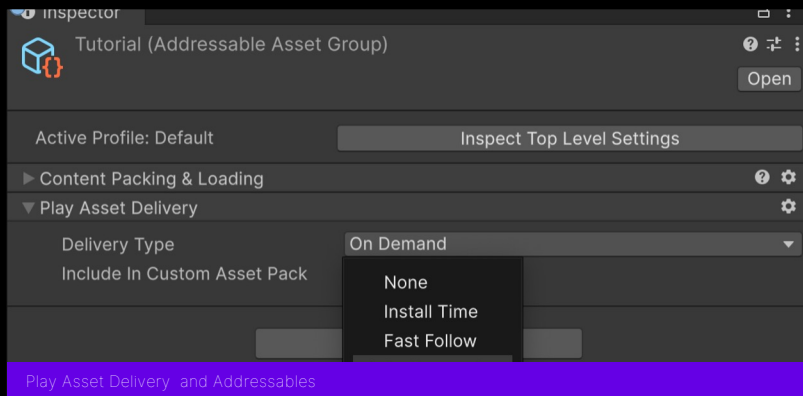 Inspector
Tutorial (Addressable Asset Group)
Open
Active Profile: Default
Inspect Top Level Settings
Content Packing & Loading
Play Asset Delivery
Delivery Type
On Demand
Include In Custom Asset Pack
None
Install Time
Fast Follow
Play Asset Delivery and Addressables